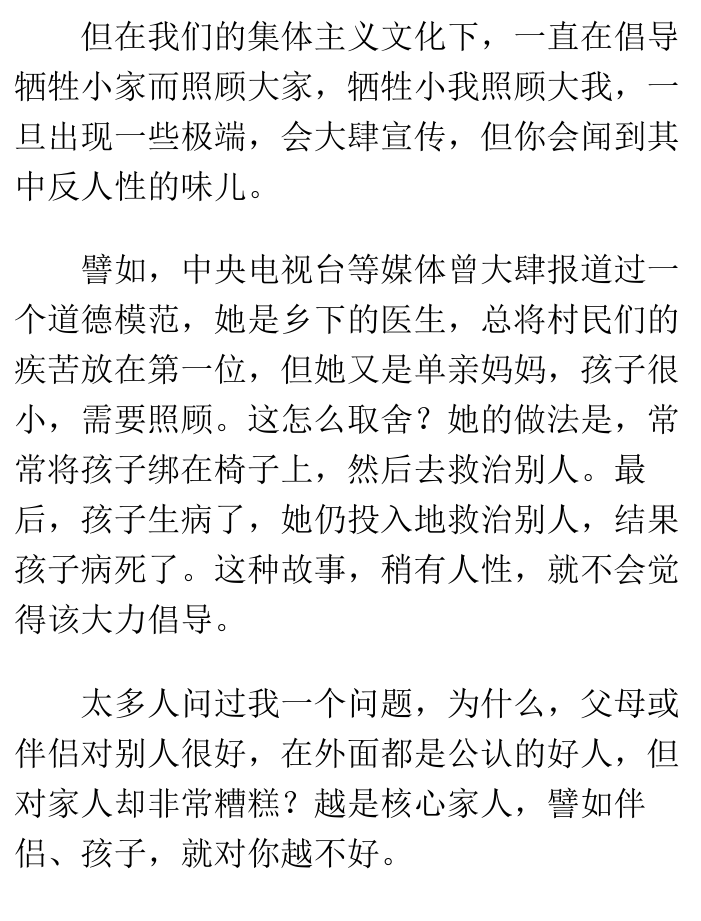 但在我们的集体主义文化下，一直在倡导
牺牲小家而照顾大家，牺牲小我照顾大我，一
旦出现一些极端，会大肆宣传，但你会闻到其
中反人性的味儿。
譬如，中央电视台等媒体曾大肆报道过一
个道德模范，她是乡下的医生，总将村民们的
疾苦放在第一位，但她又是单亲妈妈，孩子很
小，需要照顾。这怎么取舍？她的做法是，常
常将孩子绑在椅子上，然后去救治别人。最
后，孩子生病了，她仍投入地救治别人，结果
孩子病死了。这种故事，稍有人性，就不会觉
得该大力倡导。
太多人问过我一个问题，为什么，父母或
伴侣对别人很好，在外面都是公认的好人，但
对家人却非常糟糕？越是核心家人，譬如伴
侣、孩子，就对你越不好。